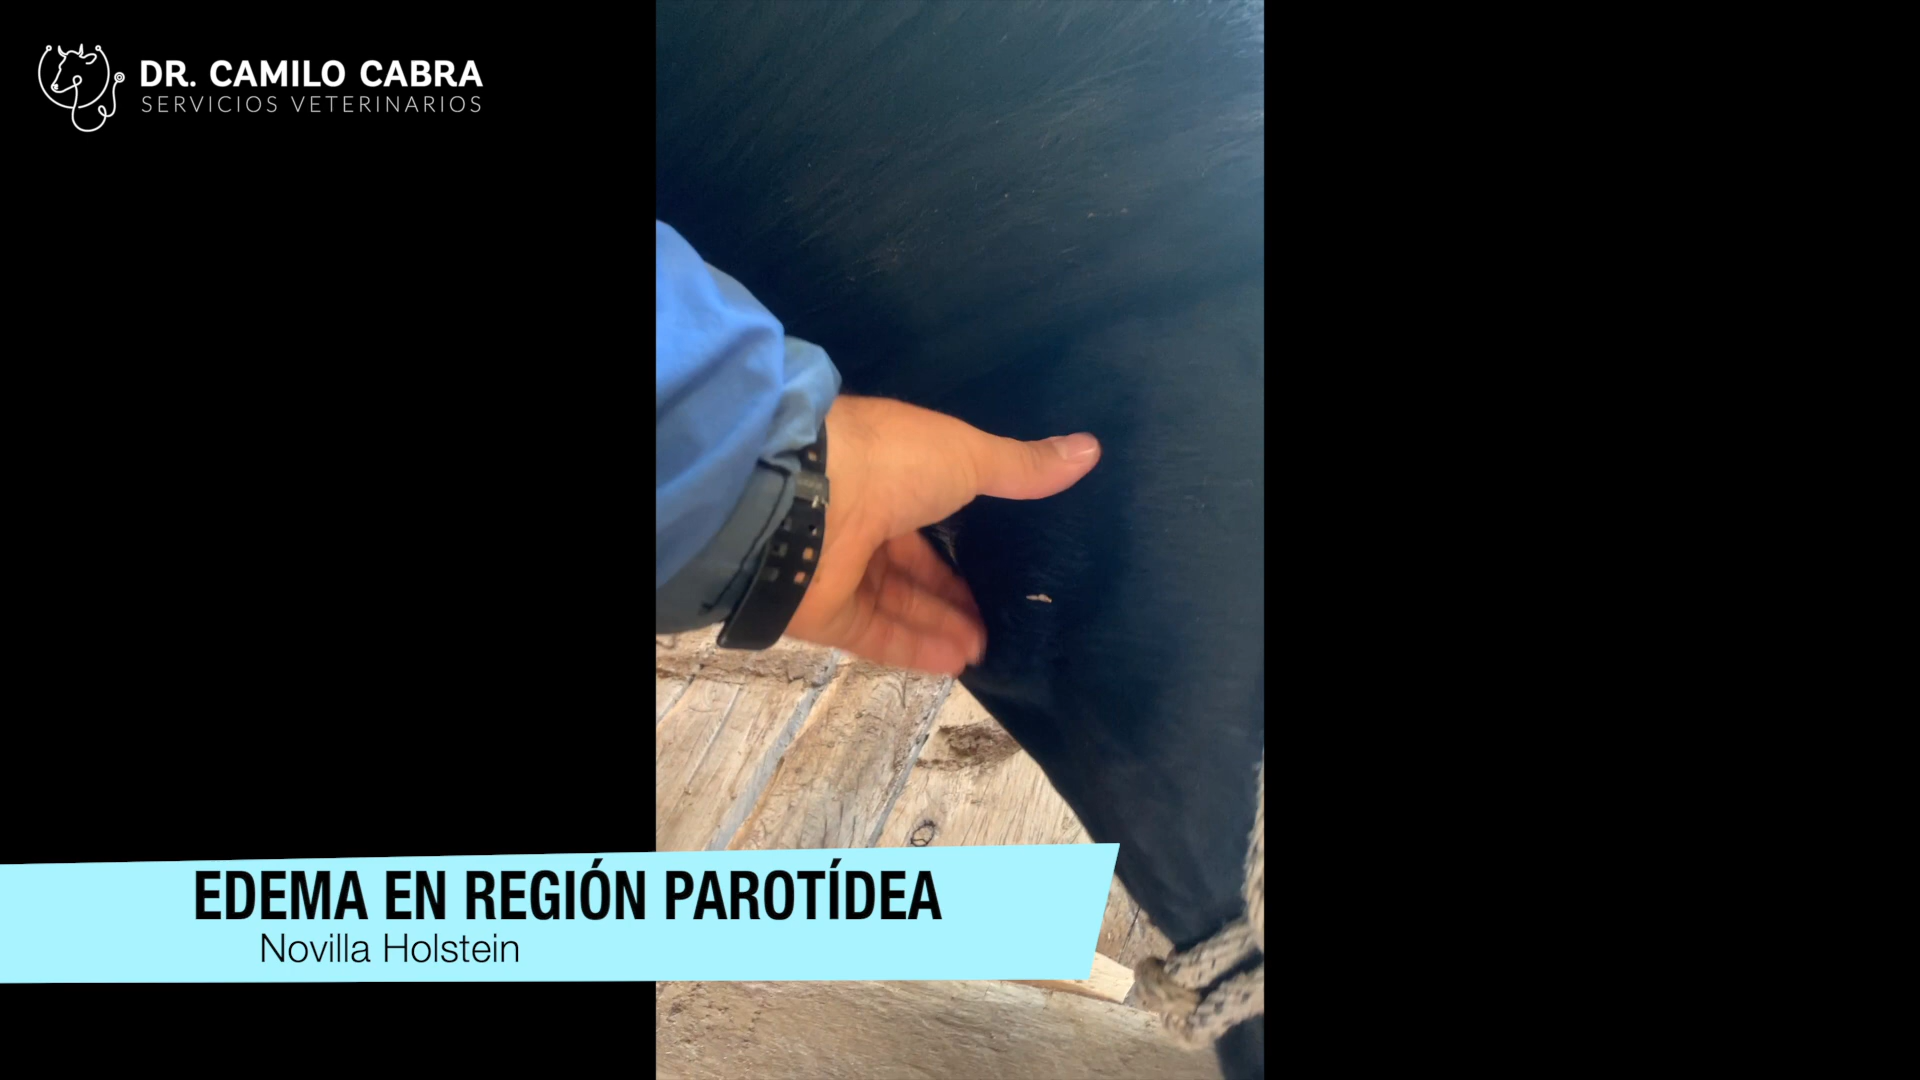 DR. CAMILO CABRA
SERVICIOS VETERINARIOS
EDEMA EN REGIÓN PAROTÍDEA
Novilla Holstein